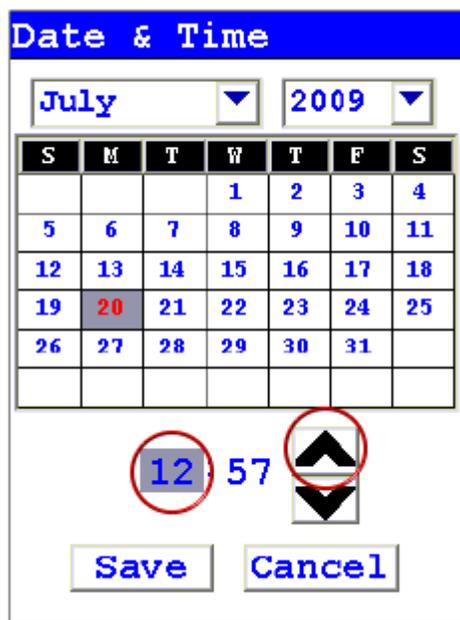 Date & Time
July 2009
S M T W T F S
1 2 3 4
5 6 7 8 9 10 11
12 13 14 15 16 17 18
19 20 21 22 23 24 25
26 27 28 29 30 31
12:57
Save Cancel